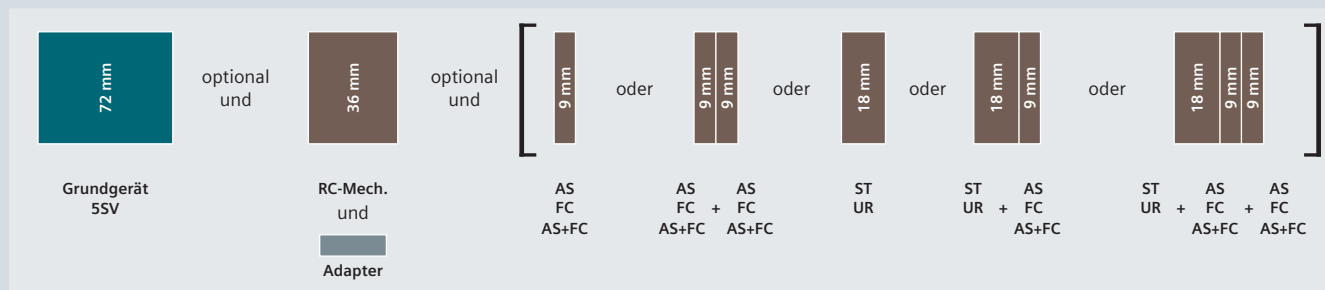 72 mm
optional
und
36 mm
optional
und
9 mm
oder
9 mm 9 mm
oder
18 mm
oder
18 mm 9 mm
oder
18 mm 9 mm 9 mm
Grundgerät
5SV
RC-Mech.
und
Adapter
AS
FC
AS+FC
AS AS
FC + FC
AS+FC AS+FC
ST
UR
ST AS
UR + FC
AS+FC
ST AS AS
UR + FC + FC
AS+FC AS+FC